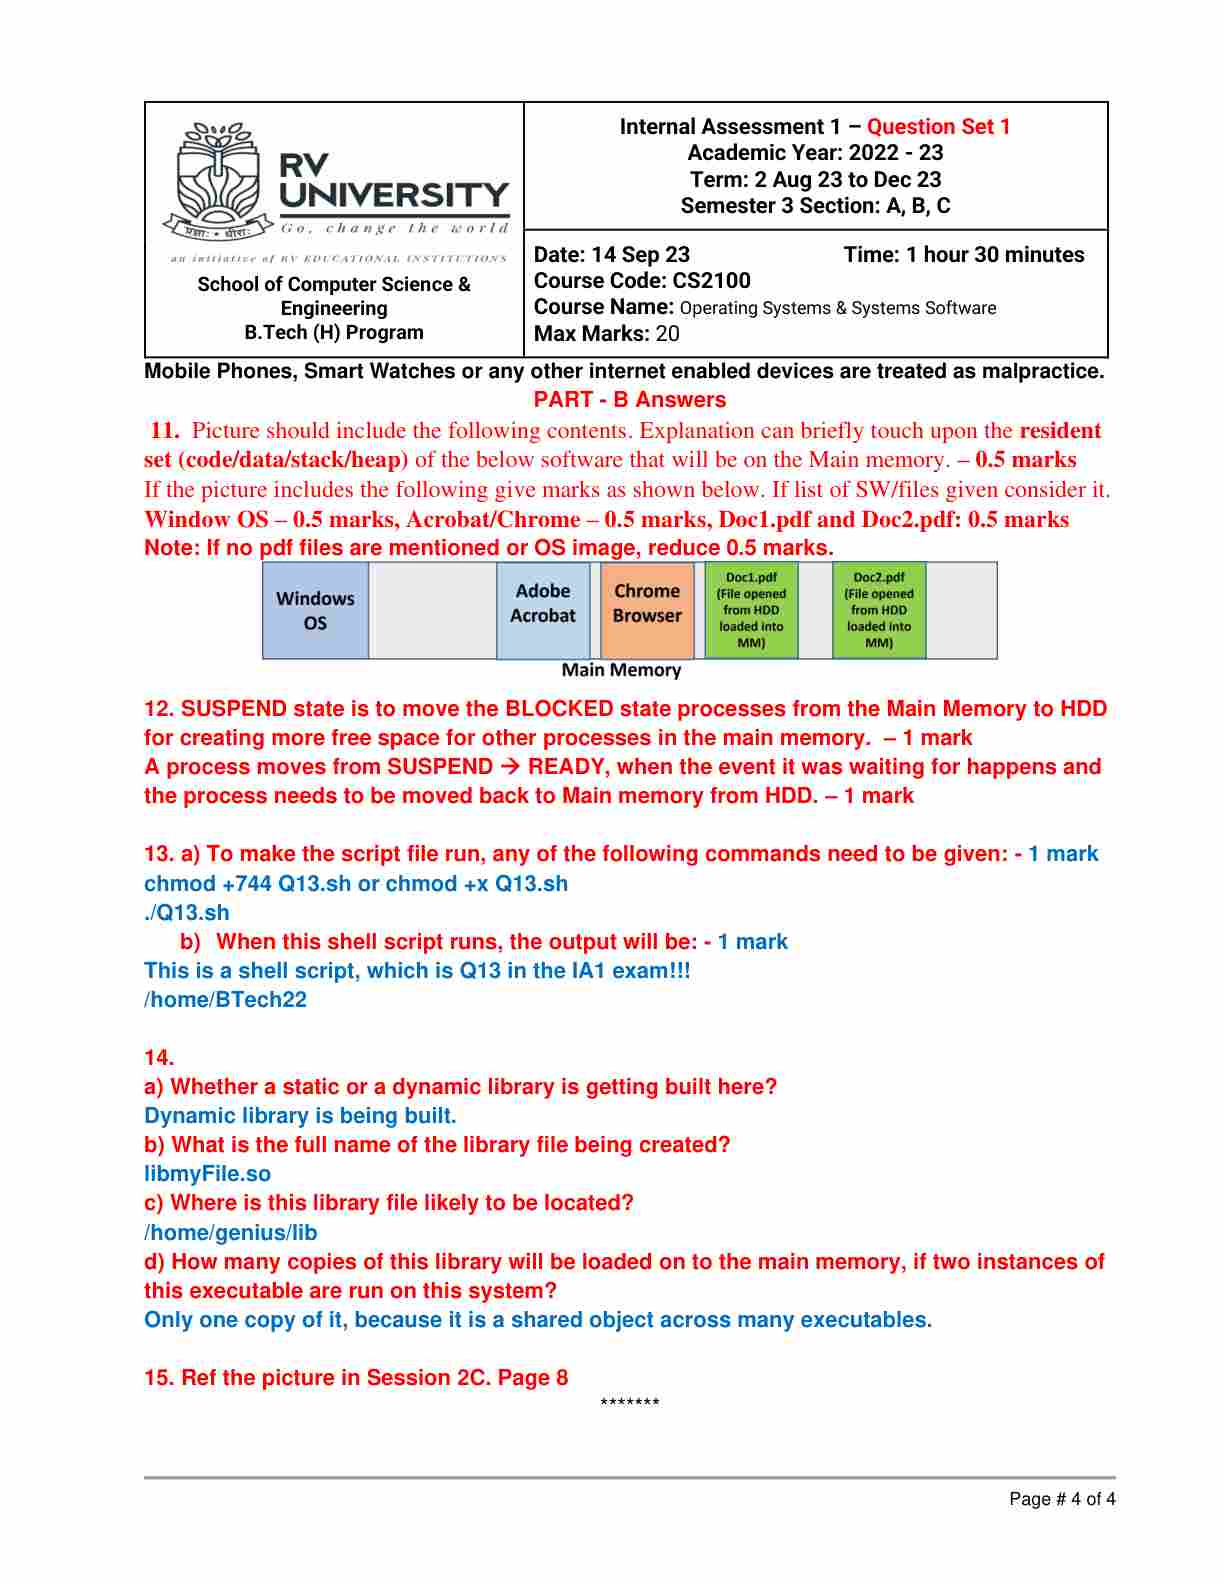 RV
UNIVERSITY
Go, change the world
प्रज्ञाः • धीराः
an initiative of RV EDUCATIONAL INSTITUTIONS
School of Computer Science &
Engineering
B.Tech (H) Program
Internal Assessment 1 – Question Set 1
Academic Year: 2022 - 23
Term: 2 Aug 23 to Dec 23
Semester 3 Section: A, B, C
Date: 14 Sep 23 Time: 1 hour 30 minutes
Course Code: CS2100
Course Name: Operating Systems & Systems Software
Max Marks: 20
Mobile Phones, Smart Watches or any other internet enabled devices are treated as malpractice.
PART - B Answers
11. Picture should include the following contents. Explanation can briefly touch upon the resident
set (code/data/stack/heap) of the below software that will be on the Main memory. – 0.5 marks
If the picture includes the following give marks as shown below. If list of SW/files given consider it.
Window OS – 0.5 marks, Acrobat/Chrome – 0.5 marks, Doc1.pdf and Doc2.pdf: 0.5 marks
Note: If no pdf files are mentioned or OS image, reduce 0.5 marks.
Windows
OS
Adobe
Acrobat
Chrome
Browser
Doc1.pdf
(File opened
from HDD
loaded into
MM)
Doc2.pdf
(File opened
from HDD
loaded into
MM)
Main Memory
12. SUSPEND state is to move the BLOCKED state processes from the Main Memory to HDD
for creating more free space for other processes in the main memory. – 1 mark
A process moves from SUSPEND → READY, when the event it was waiting for happens and
the process needs to be moved back to Main memory from HDD. – 1 mark
13. a) To make the script file run, any of the following commands need to be given: - 1 mark
chmod +744 Q13.sh or chmod +x Q13.sh
./Q13.sh
b) When this shell script runs, the output will be: - 1 mark
This is a shell script, which is Q13 in the IA1 exam!!!
/home/BTech22
14.
a) Whether a static or a dynamic library is getting built here?
Dynamic library is being built.
b) What is the full name of the library file being created?
libmyFile.so
c) Where is this library file likely to be located?
/home/genius/lib
d) How many copies of this library will be loaded on to the main memory, if two instances of
this executable are run on this system?
Only one copy of it, because it is a shared object across many executables.
15. Ref the picture in Session 2C. Page 8
*******
Page # 4 of 4